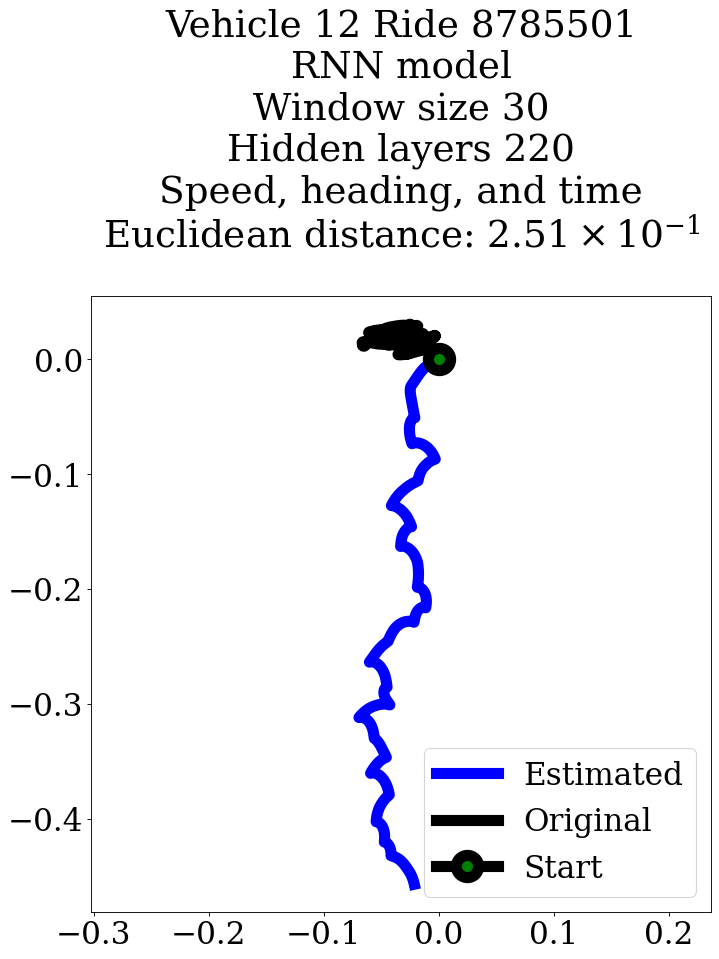 Vehicle 12 Ride 8785501
RNN model
Window size 30
Hidden layers 220
Speed, heading, and time
Euclidean distance: 2.51 × 10⁻¹
0.0
−0.1
−0.2
−0.3
−0.4
Estimated
Original
Start
−0.3 −0.2 −0.1 0.0 0.1 0.2